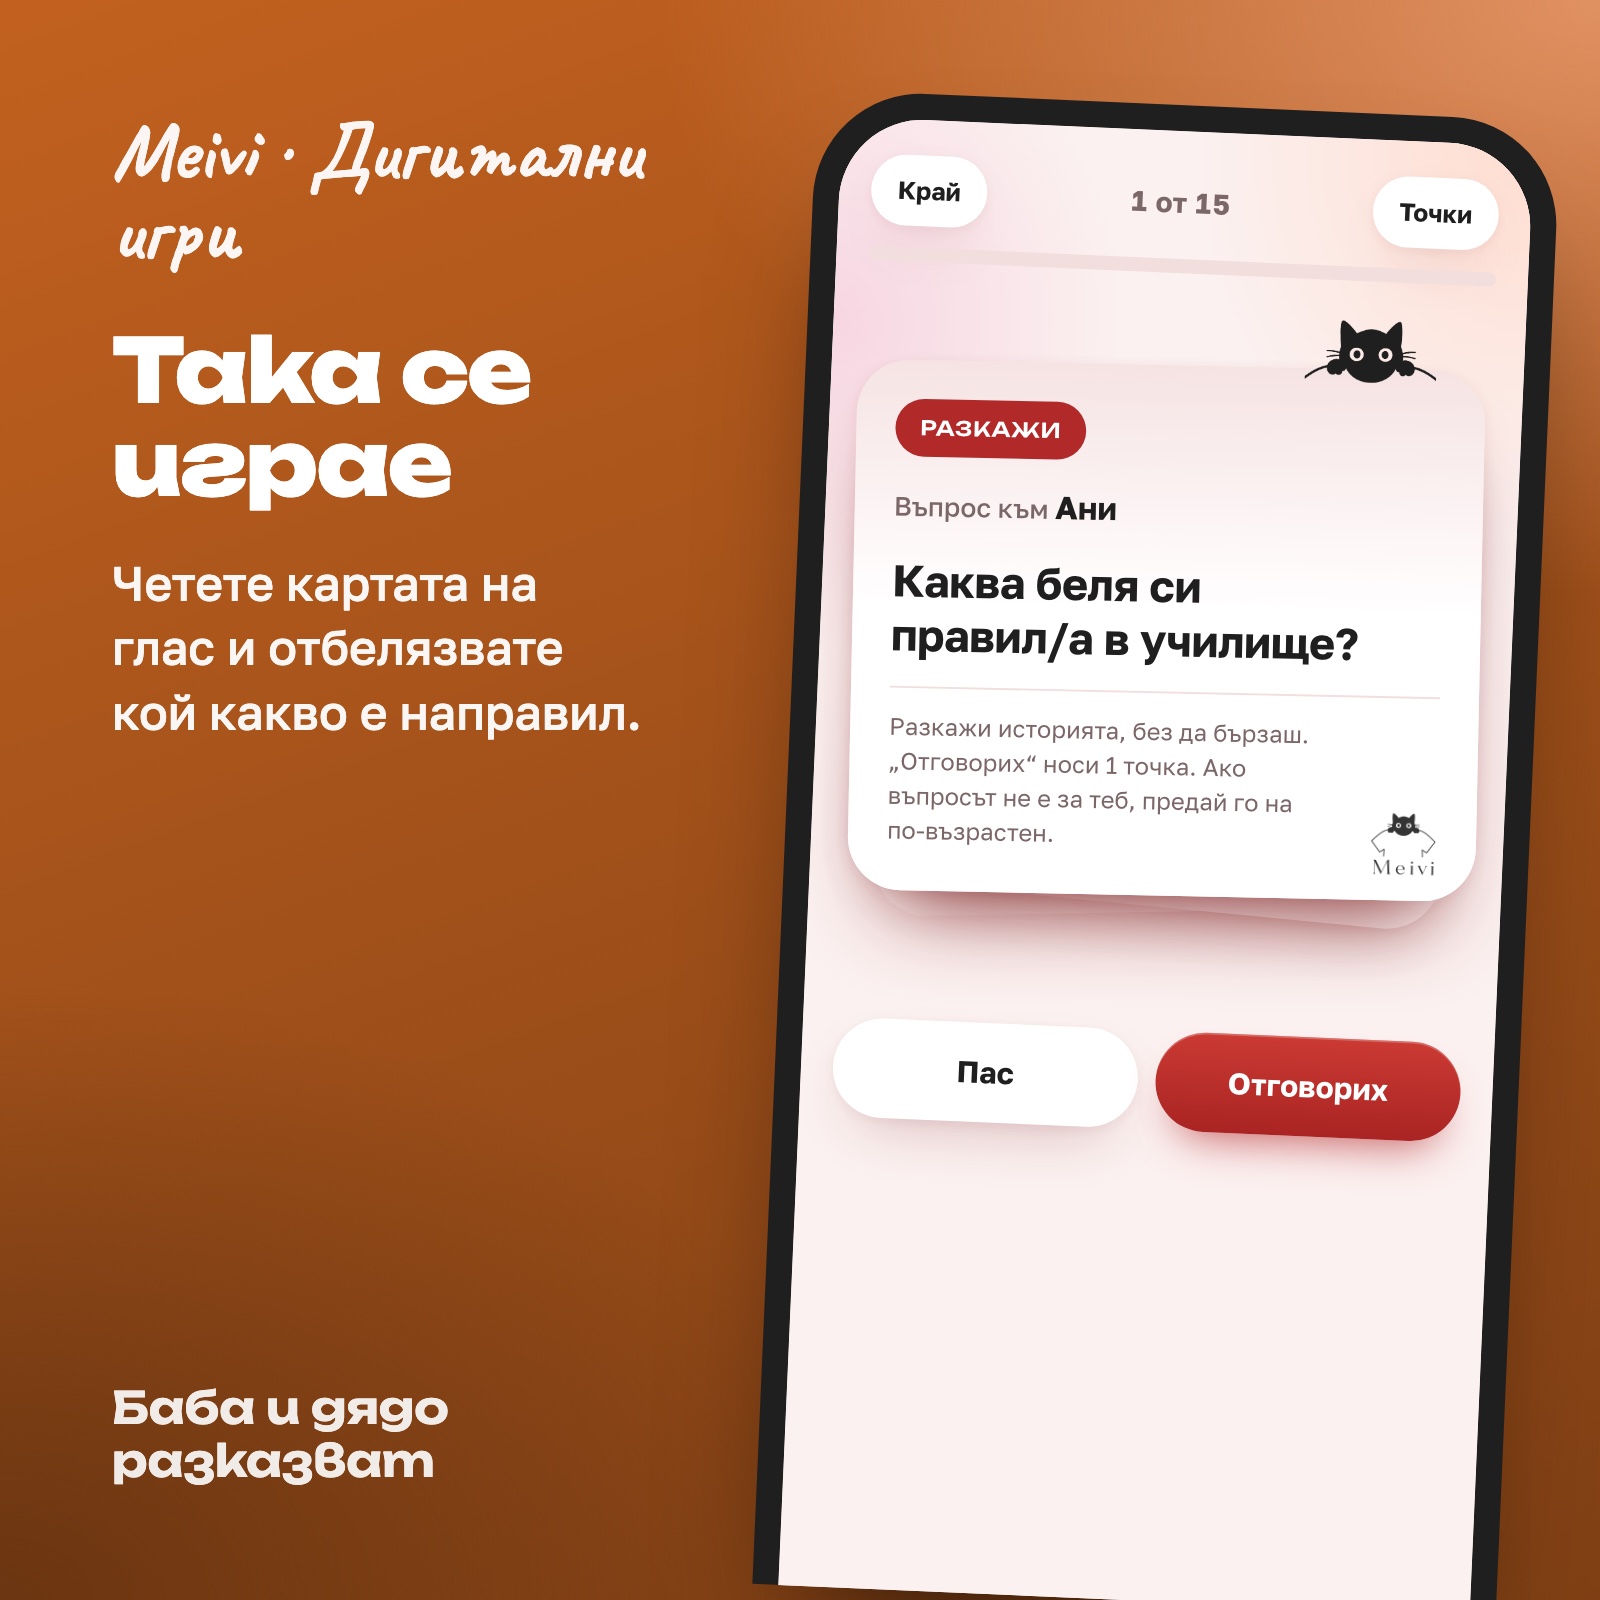 Meivi · Дигитални
игри
Така се
играе
Четете картата на
глас и отбелязвате
кой какво е направил.
Баба и дядо
разказват
Край
1 от 15
Точки
РАЗКАЖИ
Въпрос към Ани
Каква беля си
правил/а в училище?
Разкажи историята, без да бързаш.
„Отговорих“ носи 1 точка. Ако
въпросът не е за теб, предай го на
по-възрастен.
Meivi
Пас
Отговорих